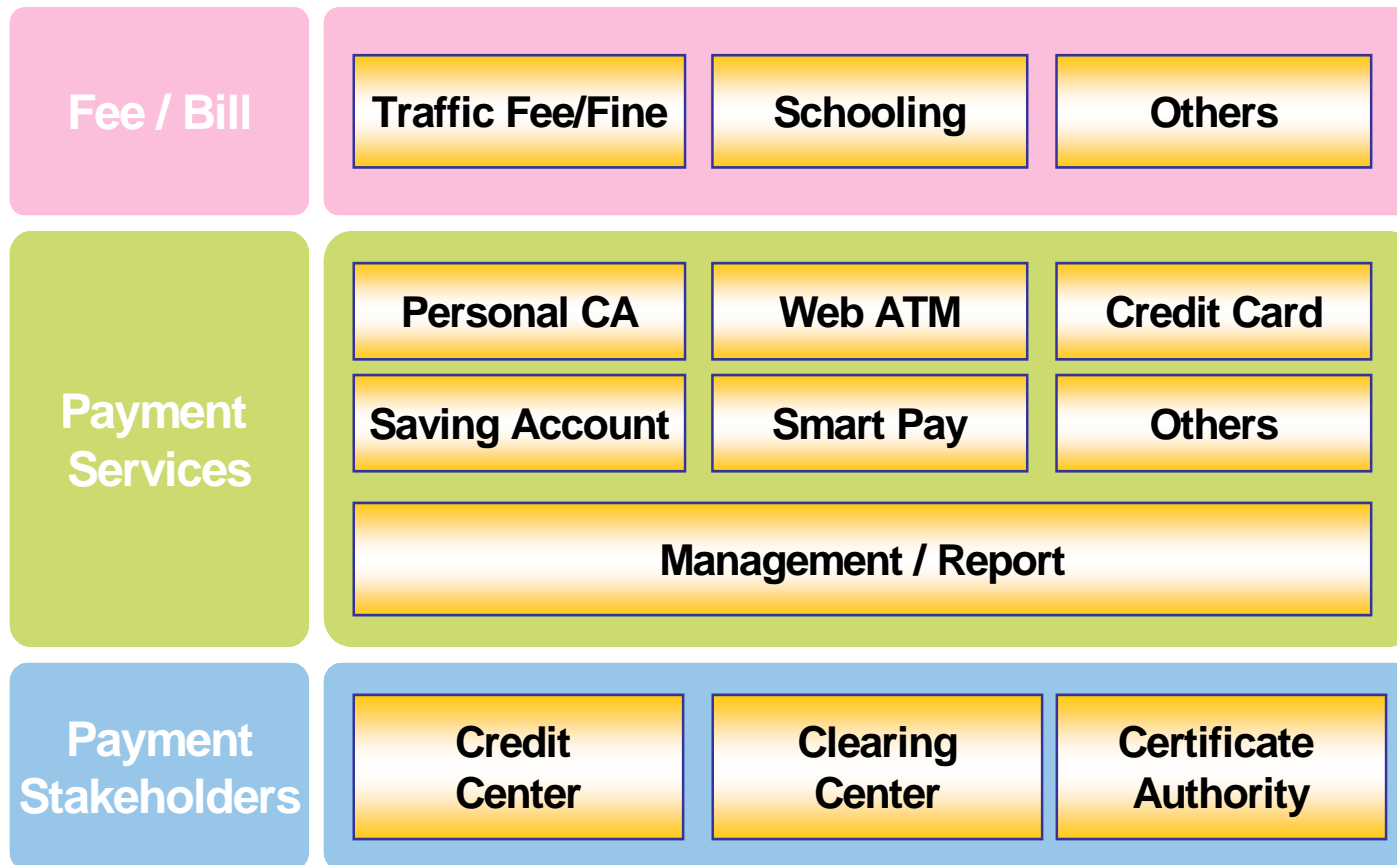 Fee / Bill
Traffic Fee/Fine
Schooling
Others
Payment
Services
Personal CA
Web ATM
Credit Card
Saving Account
Smart Pay
Others
Management / Report
Payment
Stakeholders
Credit
Center
Clearing
Center
Certificate
Authority